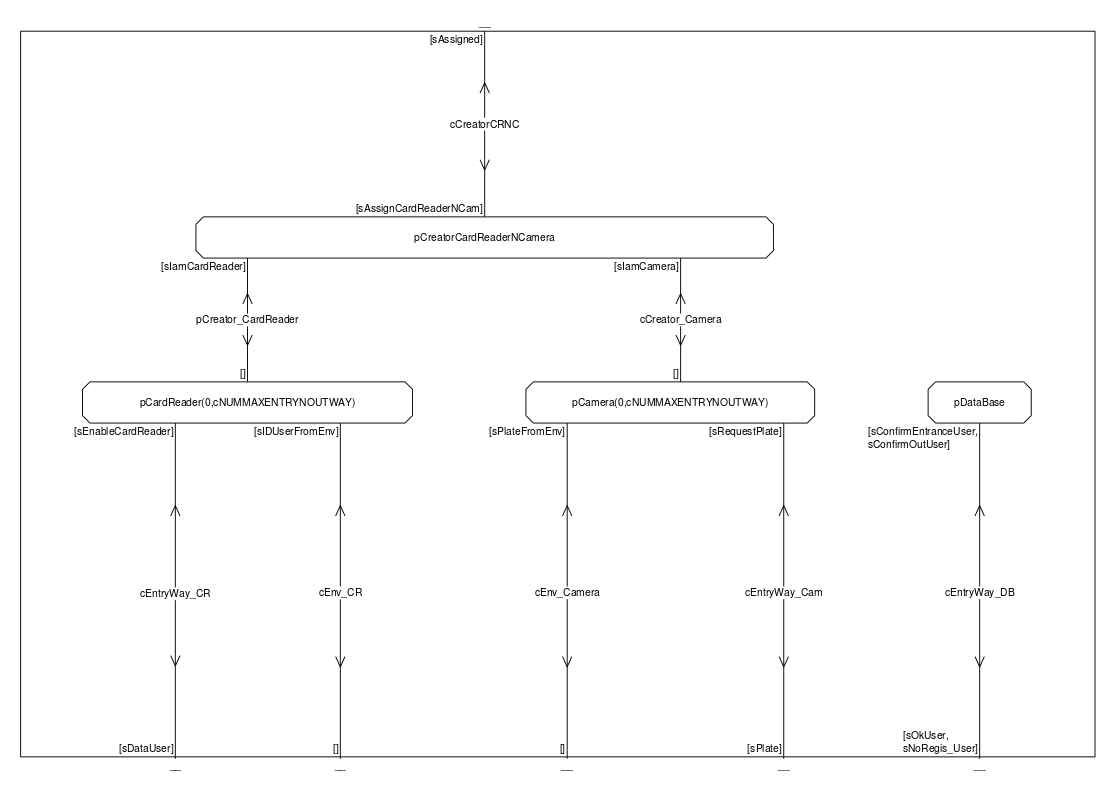 [sAssigned]
cCreatorCRNC
[sAssignCardReaderNCam]
pCreatorCardReaderNCamera
[sIamCardReader]
[sIamCamera]
pCreator_CardReader
cCreator_Camera
[]
[]
pCardReader(0,cNUMMAXENTRYNOUTWAY)
pCamera(0,cNUMMAXENTRYNOUTWAY)
pDataBase
[sEnableCardReader]
[sIDUserFromEnv]
[sPlateFromEnv]
[sRequestPlate]
[sConfirmEntranceUser,
sConfirmOutUser]
cEntryWay_CR
cEnv_CR
cEnv_Camera
cEntryWay_Cam
cEntryWay_DB
[sDataUser]
[]
[]
[sPlate]
[sOkUser,
sNoRegis_User]